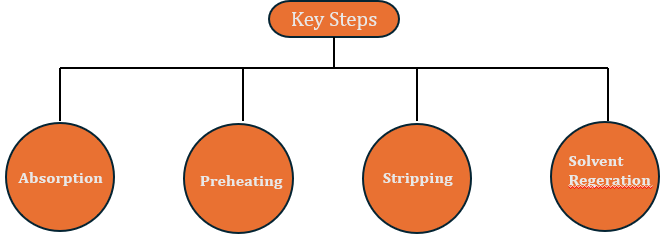 Key Steps
Absorption
Preheating
Stripping
Solvent
Regeration